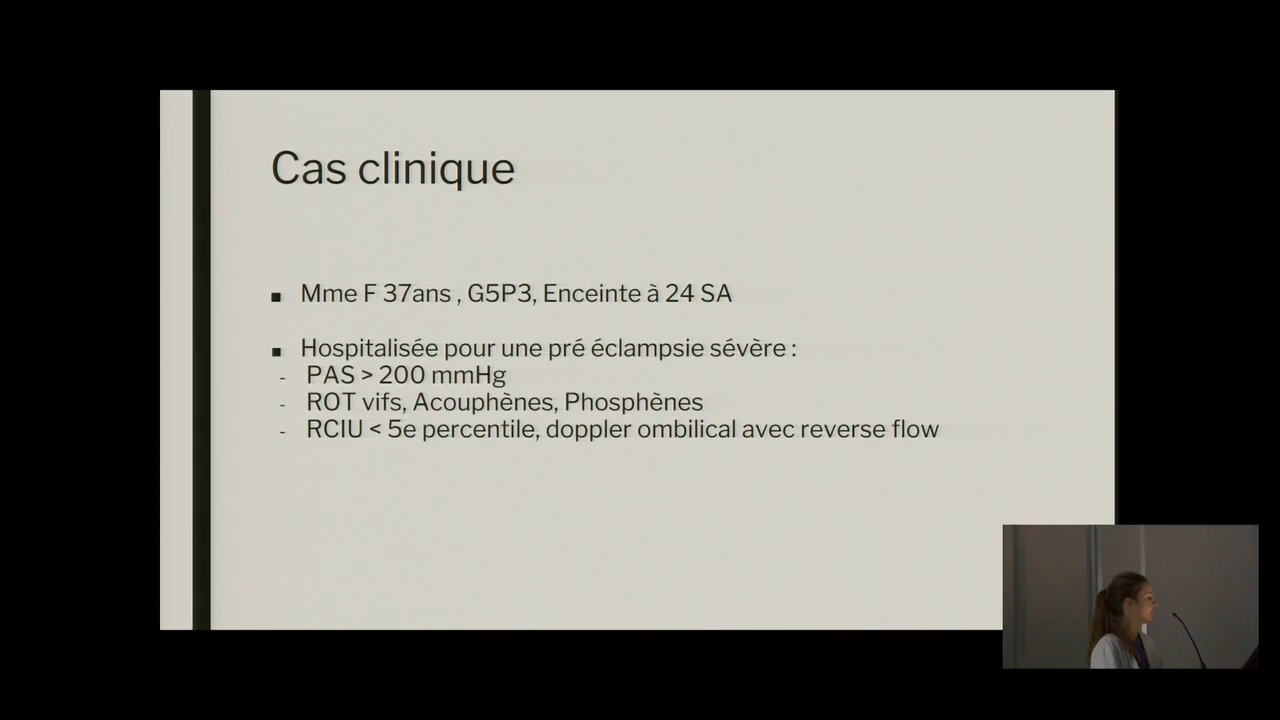 Cas clinique
■ Mme F 37ans , G5P3, Enceinte à 24 SA
■ Hospitalisée pour une pré éclampsie sévère :
- PAS > 200 mmHg
- ROT vifs, Acouphènes, Phosphènes
- RCIU < 5e percentile, doppler ombilical avec reverse flow